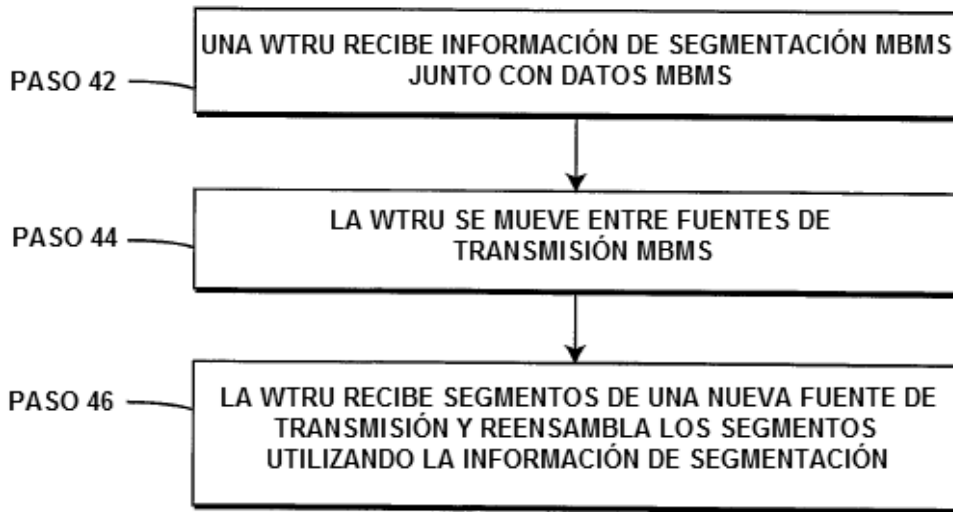 UNA WTRU RECIBE INFORMACIÓN DE SEGMENTACIÓN MBMS
JUNTO CON DATOS MBMS
PASO 42
LA WTRU SE MUEVE ENTRE FUENTES DE
TRANSMISIÓN MBMS
PASO 44
LA WTRU RECIBE SEGMENTOS DE UNA NUEVA FUENTE DE
TRANSMISIÓN Y REENSAMBLA LOS SEGMENTOS
UTILIZANDO LA INFORMACIÓN DE SEGMENTACIÓN
PASO 46